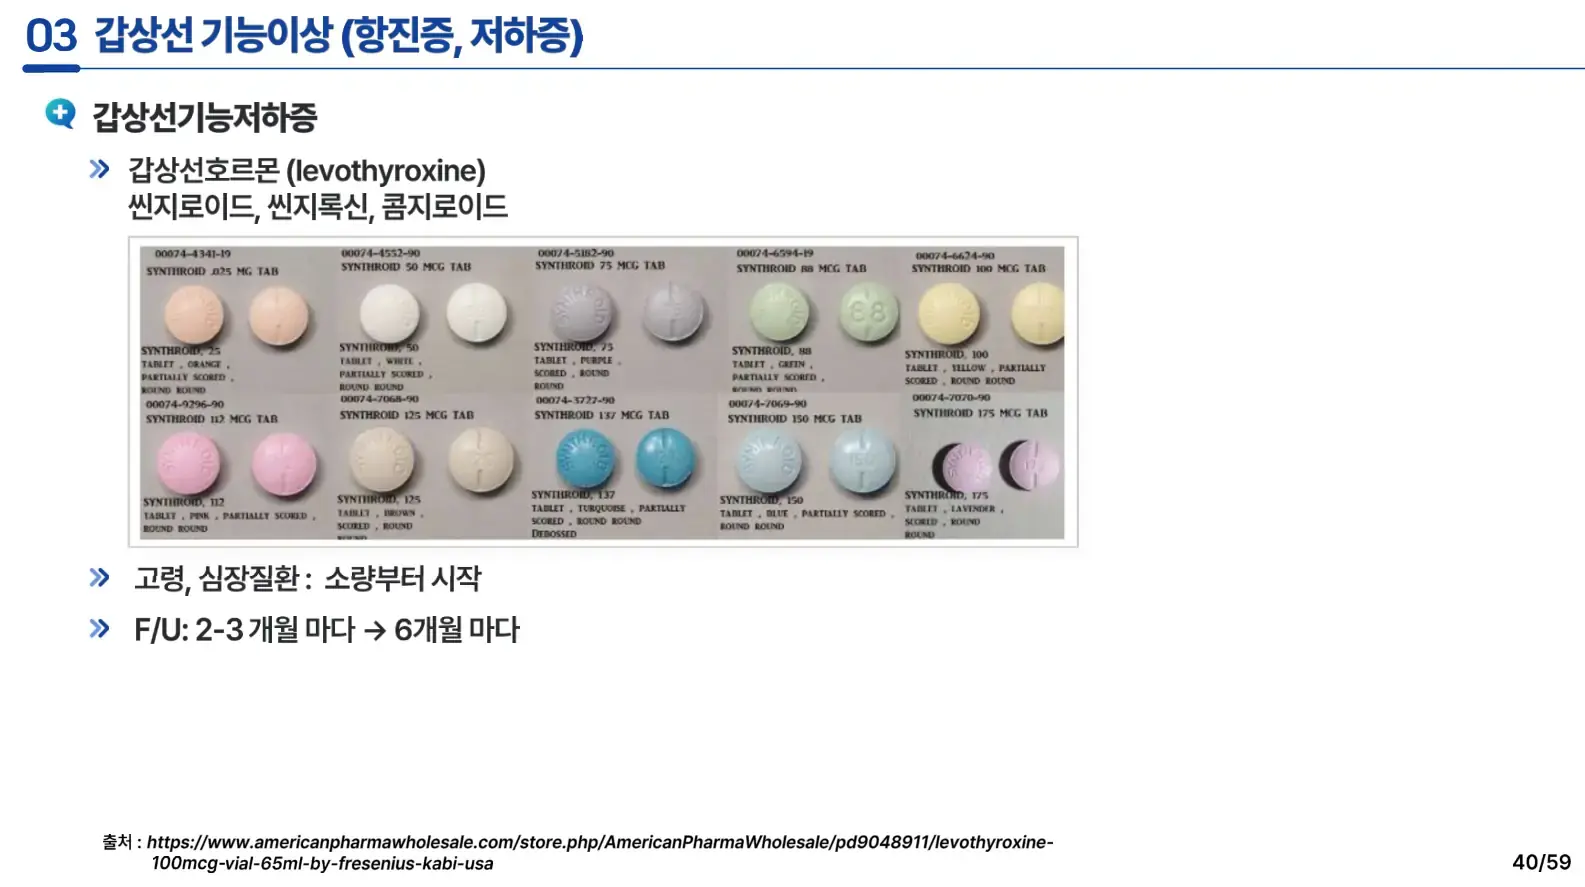 03 갑상선 기능이상 (항진증, 저하증)
갑상선기능저하증
갑상선호르몬 (levothyroxine)
씬지로이드, 씬지록신, 콤지로이드
00074-4341-19
SYNTHROID .025 MG TAB
SYNTHROID, 25
TABLET , ORANGE ,
PARTIALLY SCORED ,
ROUND ROUND
00074-4552-90
SYNTHROID 50 MCG TAB
SYNTHROID, 50
TABLET , WHITE ,
PARTIALLY SCORED ,
ROUND ROUND
00074-5182-90
SYNTHROID 75 MCG TAB
SYNTHROID, 75
TABLET , PURPLE ,
SCORED , ROUND
ROUND
00074-6594-19
SYNTHROID 88 MCG TAB
88
SYNTHROID, 88
TABLET , GREEN ,
PARTIALLY SCORED ,
ROUND ROUND
00074-6624-90
SYNTHROID 100 MCG TAB
SYNTHROID, 100
TABLET , YELLOW , PARTIALLY
SCORED , ROUND ROUND
00074-9296-90
SYNTHROID 112 MCG TAB
SYNTHROID, 112
TABLET , PINK , PARTIALLY SCORED ,
ROUND ROUND
00074-7068-90
SYNTHROID 125 MCG TAB
SYNTHROID, 125
TABLET , BROWN ,
SCORED , ROUND
ROUND
00074-3727-90
SYNTHROID 137 MCG TAB
SYNTHROID
SYNTHROID, 137
TABLET , TURQUOISE , PARTIALLY
SCORED , ROUND ROUND
DEBOSSED
00074-7069-90
SYNTHROID 150 MCG TAB
SYNTHROID
150
SYNTHROID, 150
TABLET , BLUE , PARTIALLY SCORED ,
ROUND ROUND
00074-7070-90
SYNTHROID 175 MCG TAB
SYNTHROID, 175
TABLET , LAVENDER ,
SCORED , ROUND
ROUND
고령, 심장질환 : 소량부터 시작
F/U: 2-3 개월 마다 → 6개월 마다
출처 : https://www.americanpharmawholesale.com/store.php/AmericanPharmaWholesale/pd9048911/levothyroxine-
100mcg-vial-65ml-by-fresenius-kabi-usa
40/59